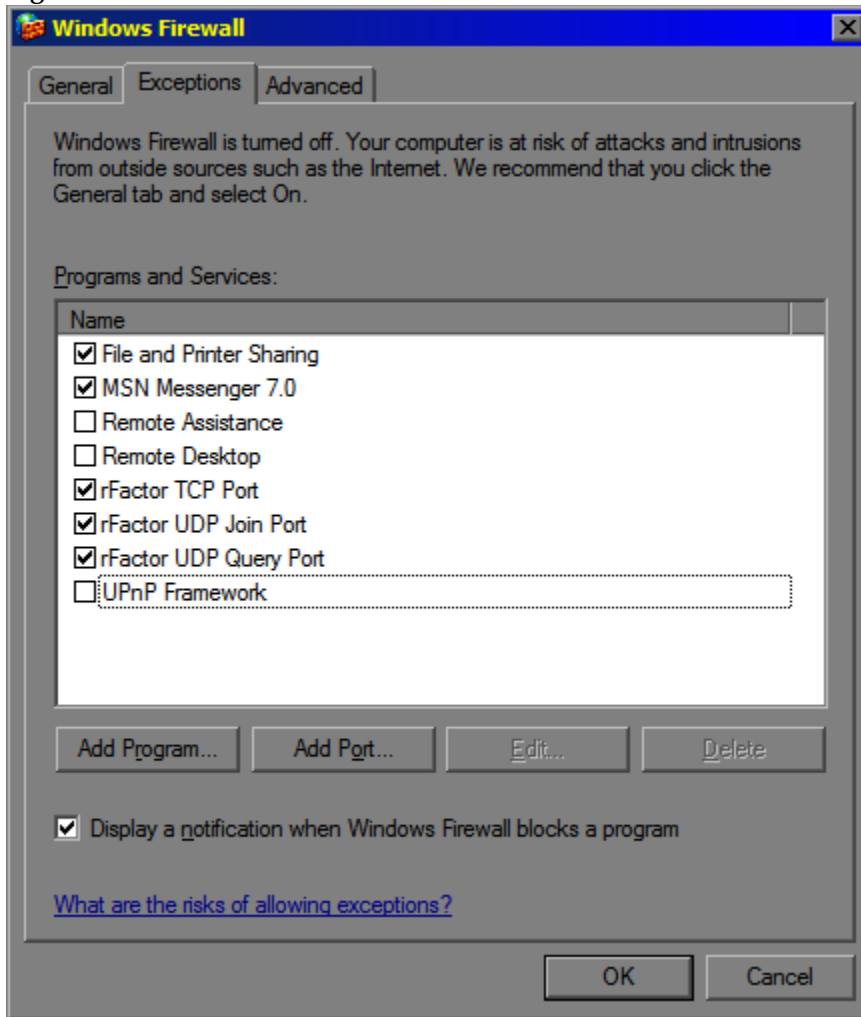 Windows Firewall
General Exceptions Advanced
Windows Firewall is turned off. Your computer is at risk of attacks and intrusions
from outside sources such as the Internet. We recommend that you click the
General tab and select On.
Programs and Services:
Name
File and Printer Sharing
MSN Messenger 7.0
Remote Assistance
Remote Desktop
rFactor TCP Port
rFactor UDP Join Port
rFactor UDP Query Port
UPnP Framework
Add Program... Add Port... Edit... Delete
Display a notification when Windows Firewall blocks a program
What are the risks of allowing exceptions?
OK Cancel